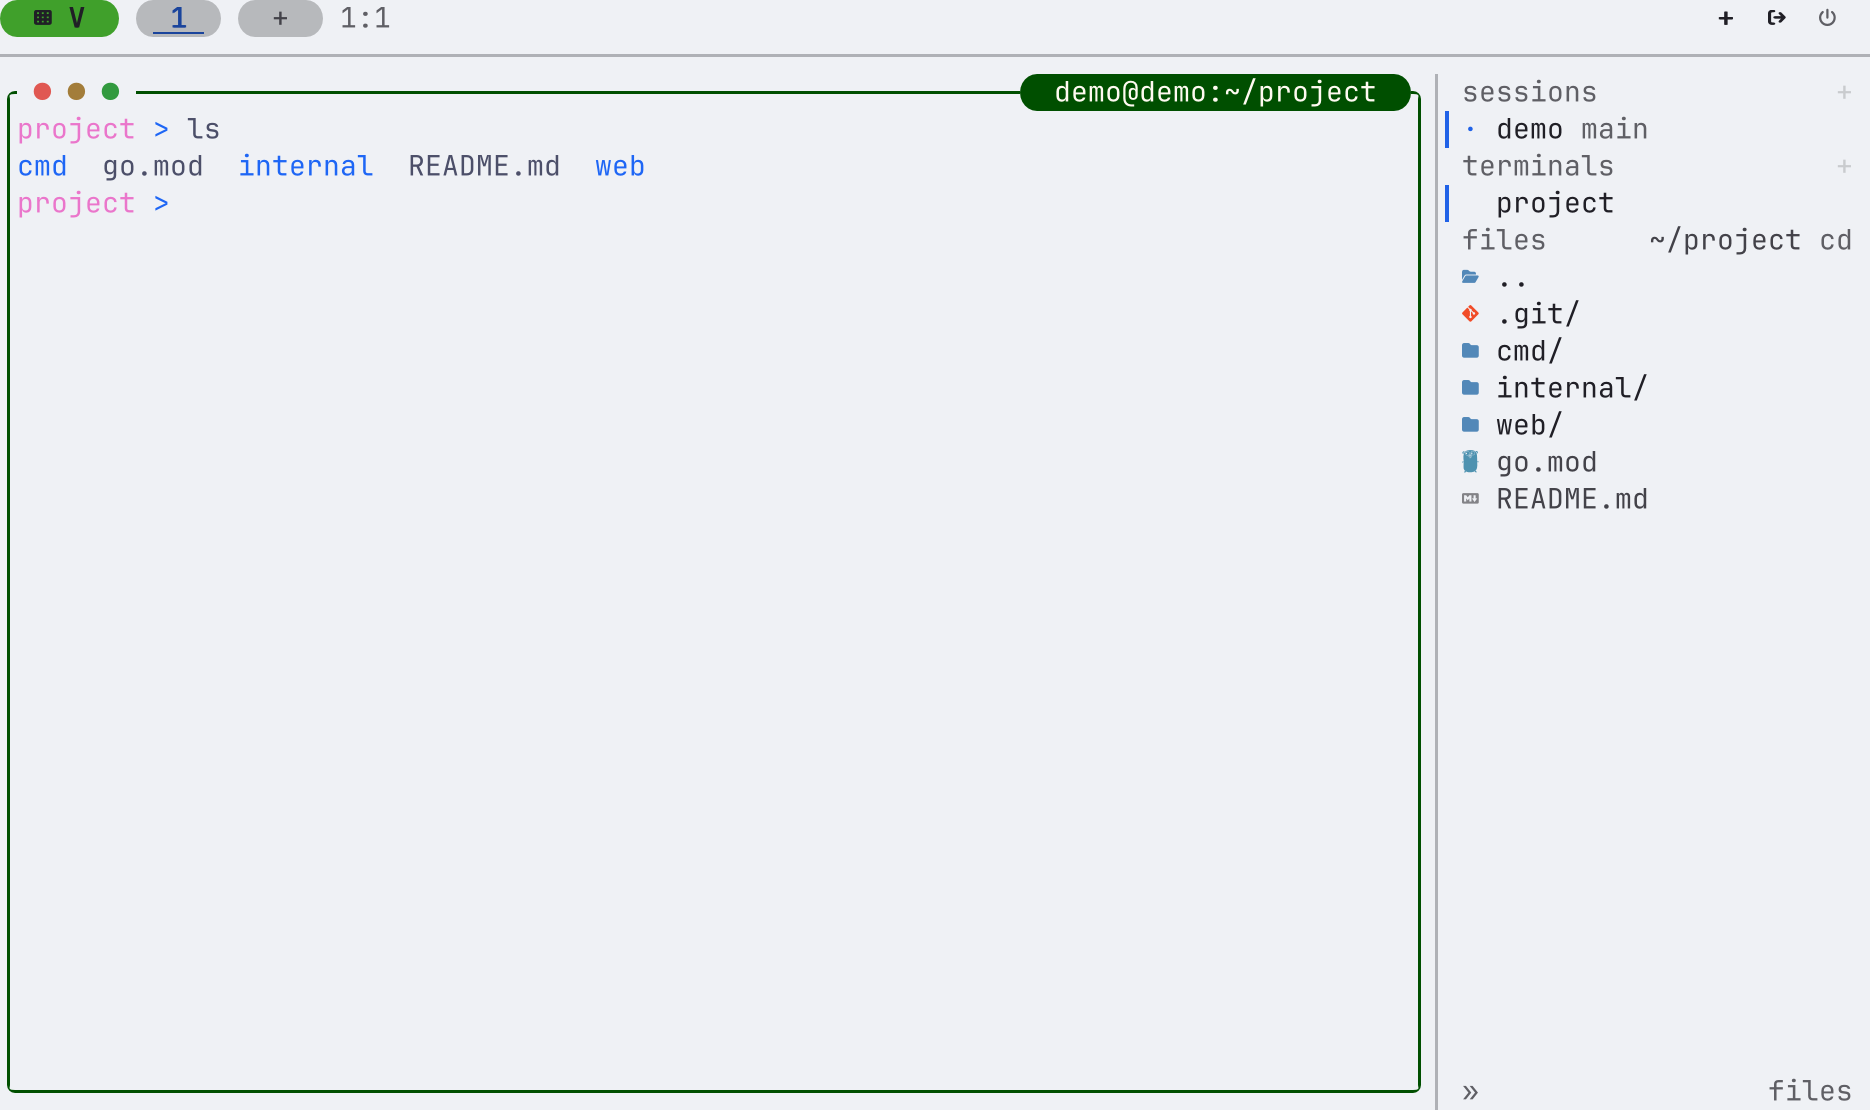 V 1 + 1:1 +
demo@demo:~/project
project > ls
cmd go.mod internal README.md web
project >
sessions +
· demo main
terminals +
project
files ~/project cd
..
.git/
cmd/
internal/
web/
go.mod
README.md
» files